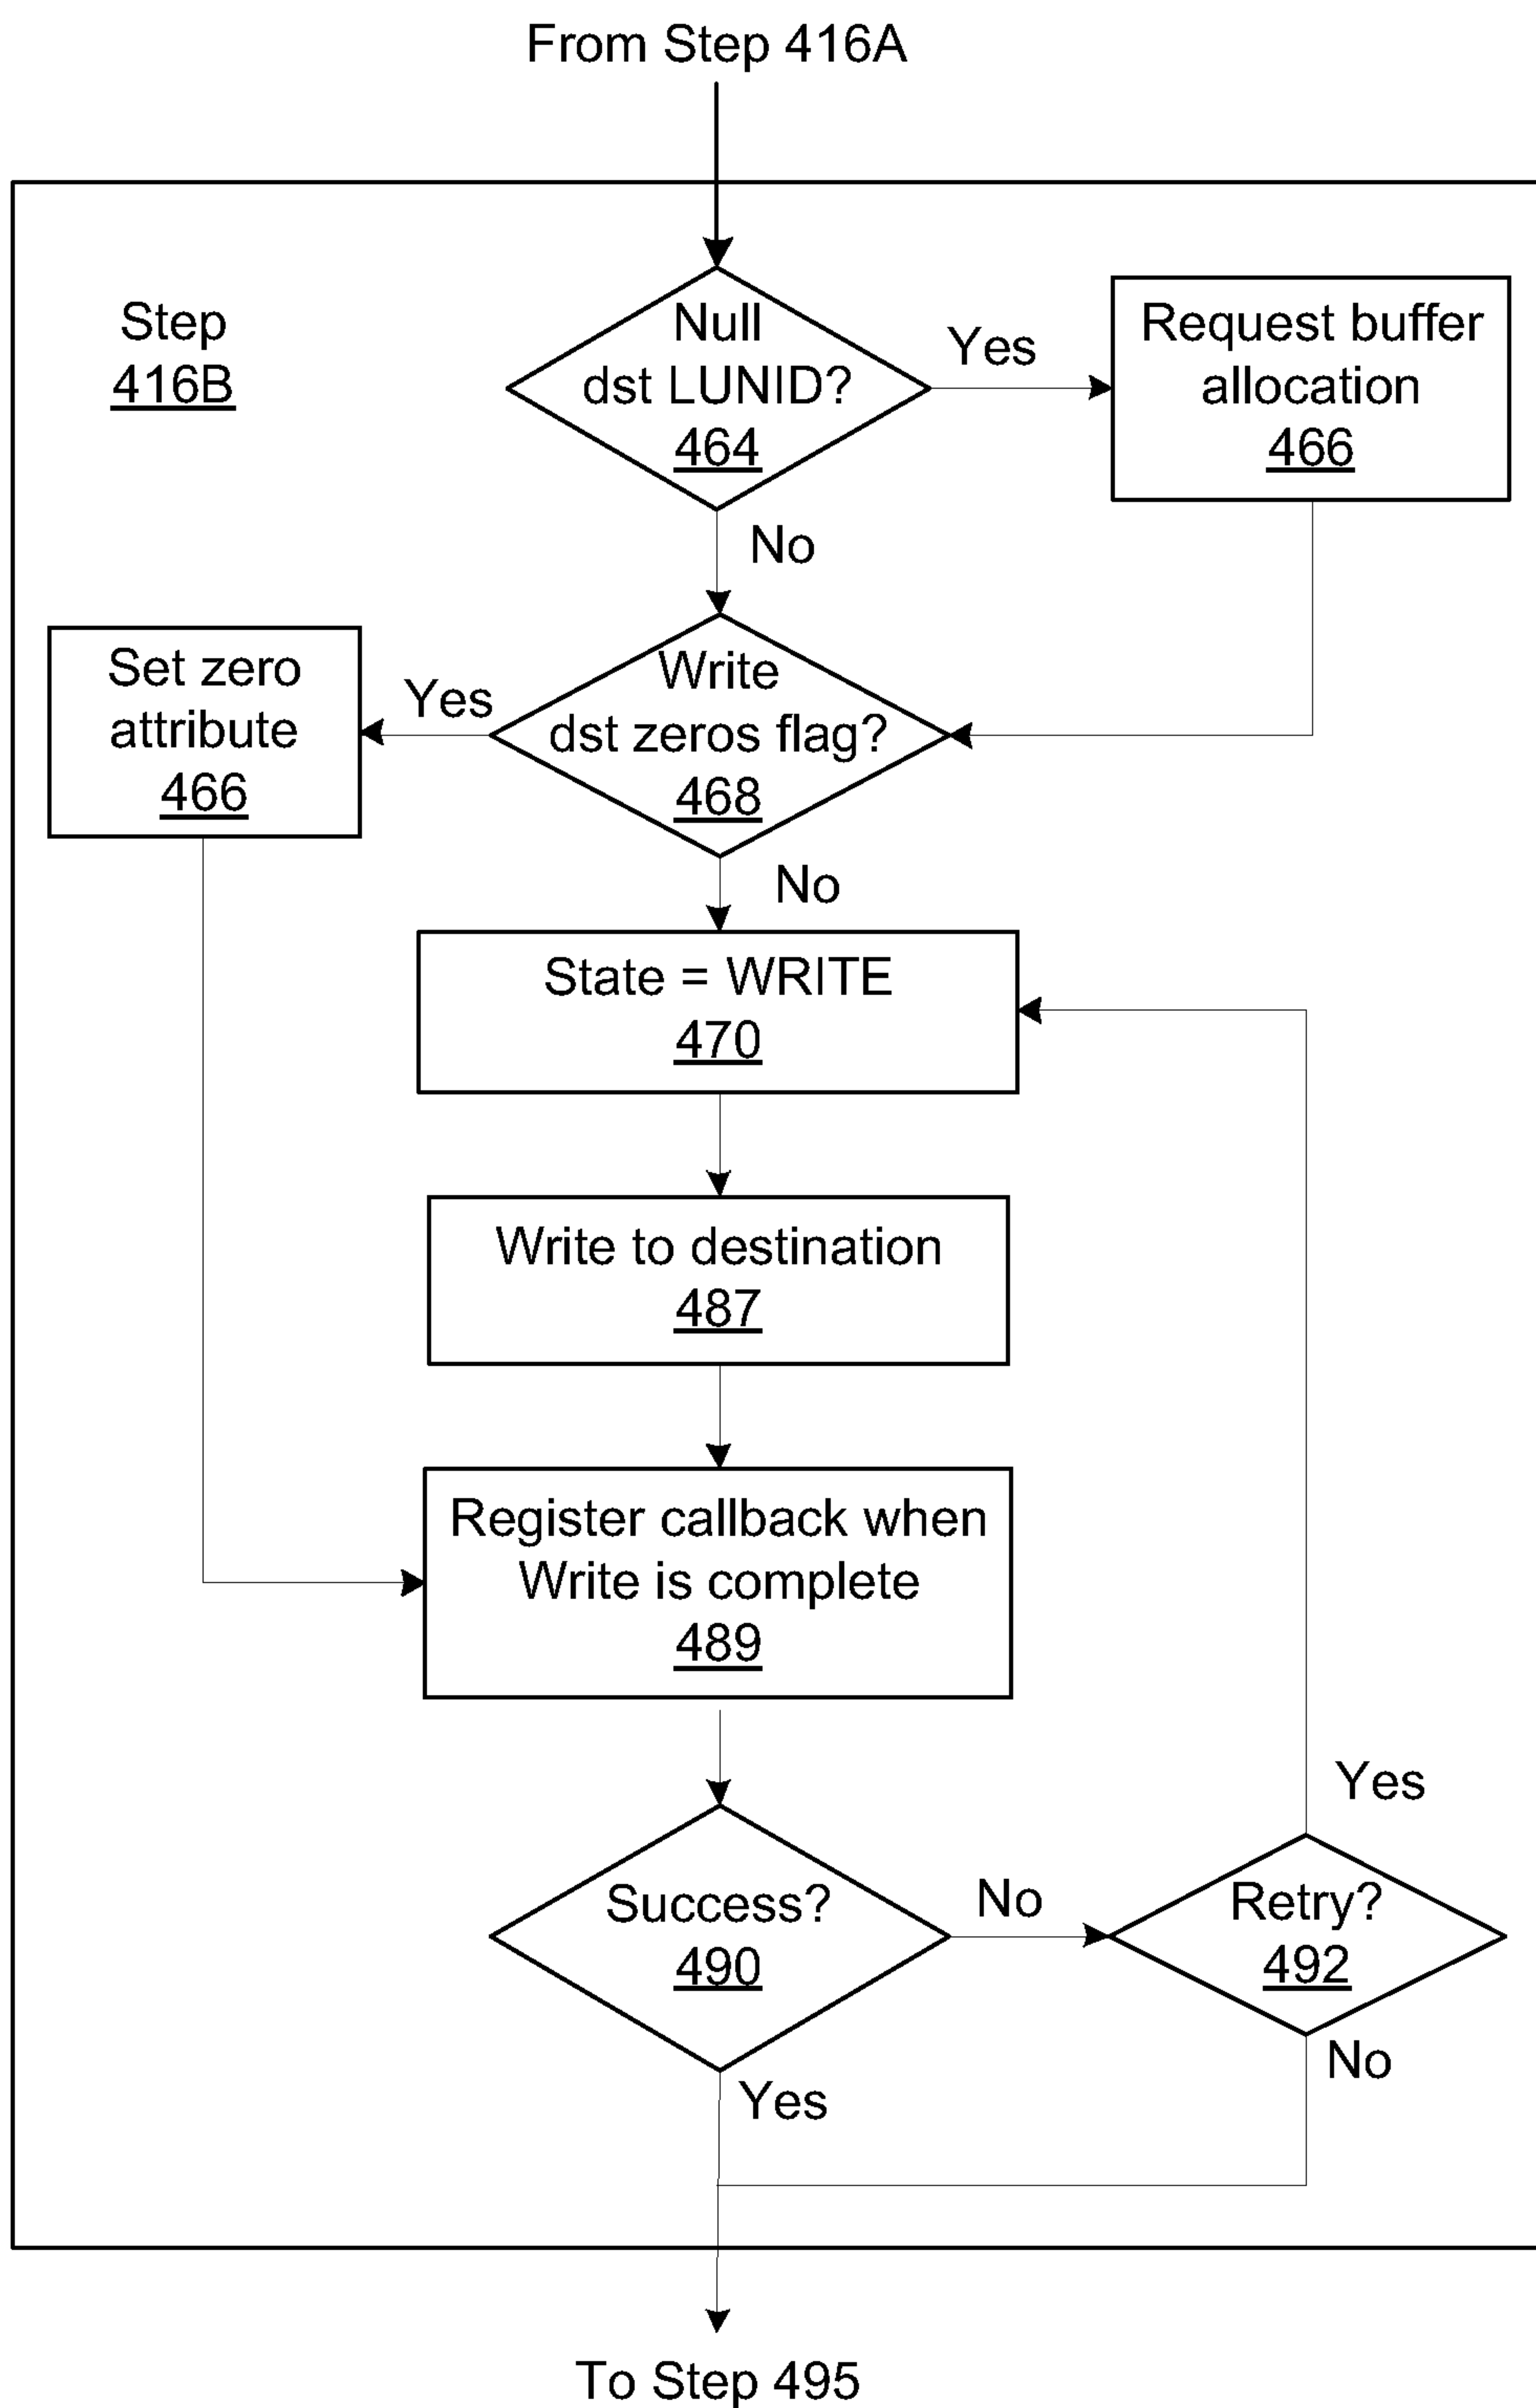 From Step 416A
Step
416B
Null
dst LUNID?
464
Yes
Request buffer
allocation
466
No
Set zero
attribute
466
Yes
Write
dst zeros flag?
468
No
State = WRITE
470
Write to destination
487
Register callback when
Write is complete
489
Success?
490
No
Yes
Retry?
492
No
Yes
To Step 495